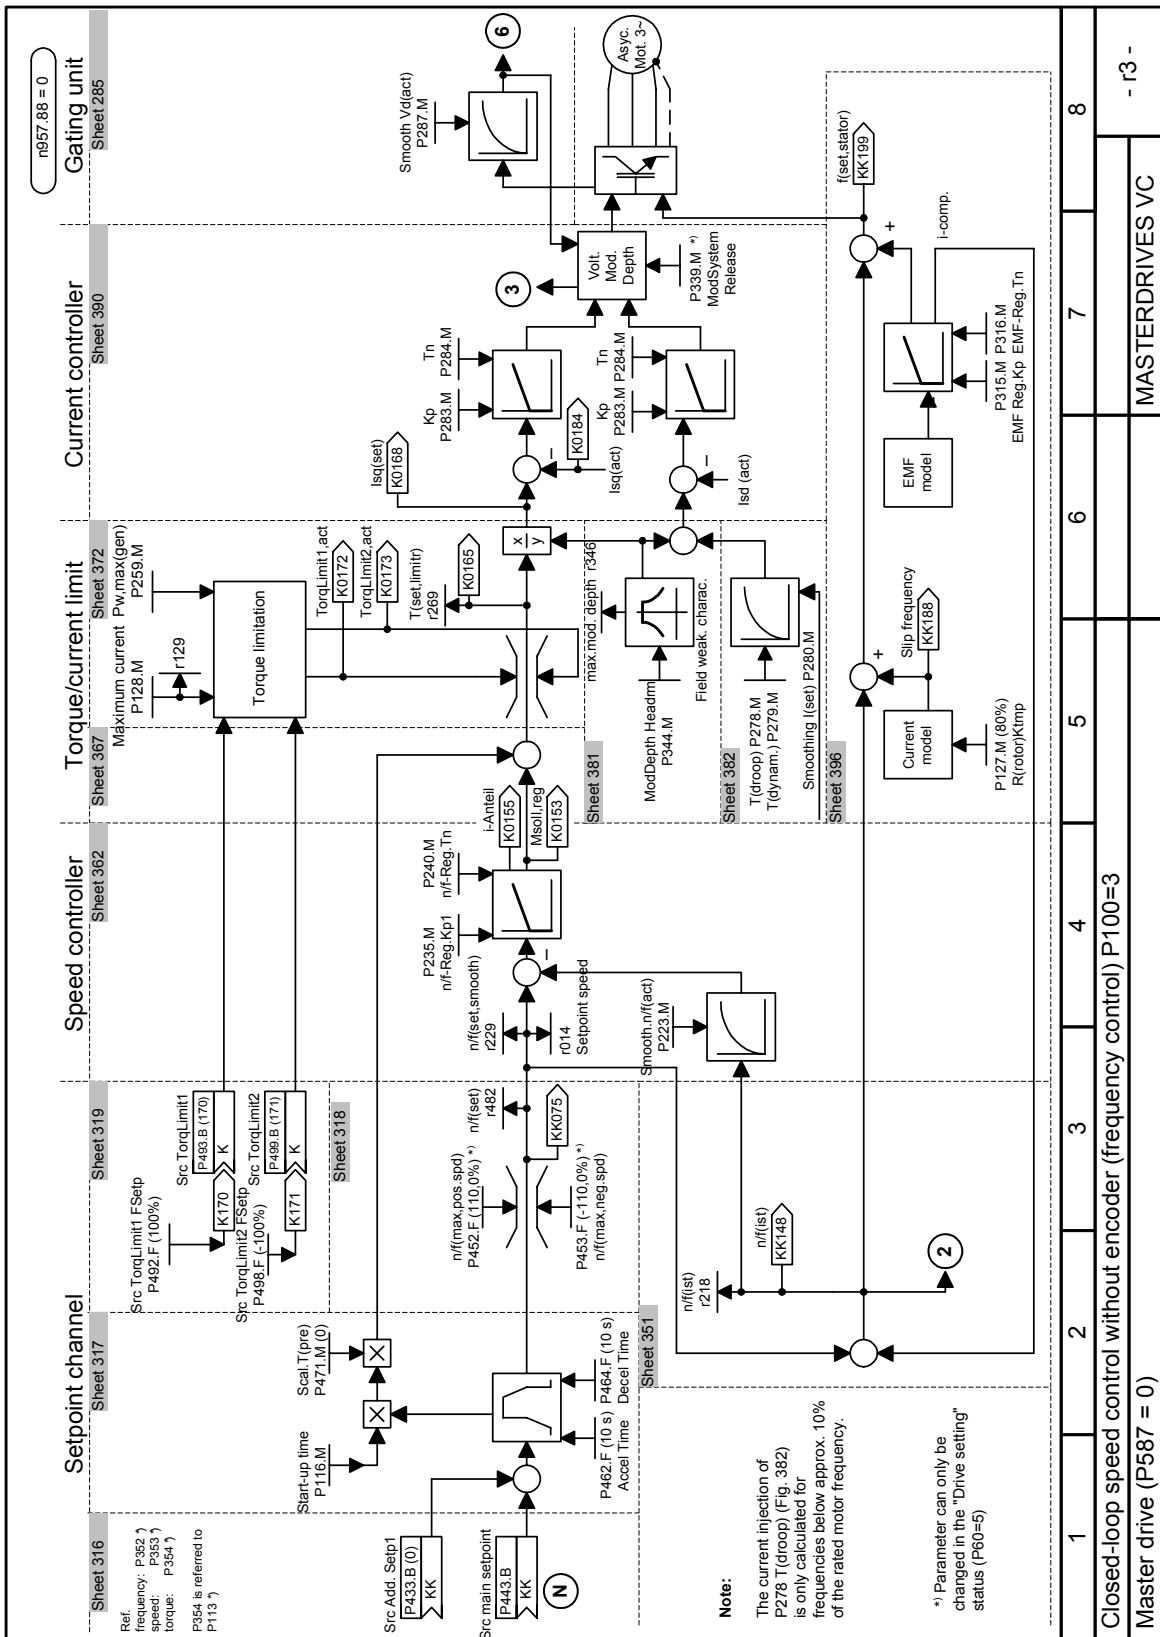 n957.88 = 0
Setpoint channel
Speed controller
Torque/current limit
Current controller
Gating unit
Sheet 316
Sheet 317
Sheet 319
Sheet 362
Sheet 367
Sheet 372
Sheet 390
Sheet 285
Ref.
frequency: P352 *)
speed: P353 *)
torque: P354 *)
P354 is referred to
P113 *)
Src TorqLimit1 FSetp
P492.F (100%)
K170
Src TorqLimit1
P493.B (170)
K
Src TorqLimit2 FSetp
P498.F (-100%)
K171
Src TorqLimit2
P499.B (171)
K
Sheet 318
Maximum current
P128.M
r129
Pw,max(gen)
P259.M
Torque limitation
TorqLimit1,act
K0172
TorqLImit2,act
K0173
T(set,limitr)
r269
K0165
Start-up time
P116.M
Scal.T(pre)
P471.M (0)
Src Add. Setp1
P433.B (0)
KK
Src main setpoint
P443.B
KK
N
P462.F (10 s)
Accel Time
P464.F (10 s)
Decel Time
n/f(max,pos.spd)
P452.F (110,0%) *)
P453.F (-110,0%) *)
n/f(max,neg.spd)
n/f(set)
r482
KK075
n/f(set,smooth)
r229
r014
Setpoint speed
P235.M
n/f-Reg.Kp1
P240.M
n/f-Reg.Tn
i-Anteil
K0155
Msoll,reg
K0153
x
y
Isq(set)
K0168
Isq(act)
K0184
Kp
P283.M
Tn
P284.M
Kp
P283.M
Tn
P284.M
Isd (act)
3
Volt.
Mod.
Depth
P339.M *)
ModSystem
Release
Smooth Vd(act)
P287.M
6
Asyc.
Mot. 3~
Sheet 381
max.mod. depth r346
ModDepth Headrm
P344.M
Field weak. charac.
Sheet 382
T(droop) P278.M
T(dynam.) P279.M
Smoothing I(set) P280.M
Sheet 396
Smooth.n/f(act)
P223.M
Sheet 351
n/f(ist)
r218
n/f(ist)
KK148
2
Slip frequency
KK188
Current
model
P127.M (80%)
R(rotor)Ktmp
EMF
model
P315.M
EMF Reg.Kp
P316.M
EMF-Reg.Tn
i-comp.
f(set,stator)
KK199
Note:
The current injection of
P278 T(droop) (Fig. 382)
is only calculated for
frequencies below approx. 10%
of the rated motor frequency.
*) Parameter can only be
changed in the "Drive setting"
status (P60=5)
1
2
3
4
5
6
7
8
Closed-loop speed control without encoder (frequency control) P100=3
Master drive (P587 = 0)
MASTERDRIVES VC
- r3 -